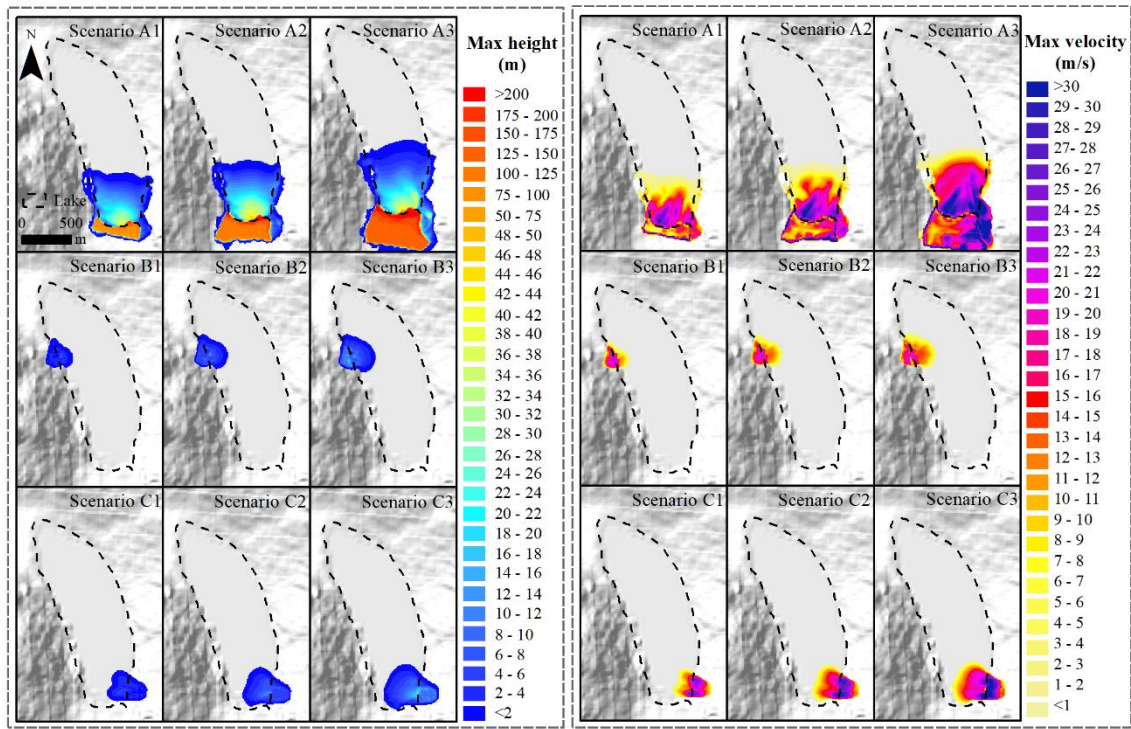 Scenario A1
Scenario A2
Scenario A3
N
Lake
0 500
m
Scenario B1
Scenario B2
Scenario B3
Scenario C1
Scenario C2
Scenario C3
Max height
(m)
>200
175 - 200
150 - 175
125 - 150
100 - 125
75 - 100
50 - 75
48 - 50
46 - 48
44 - 46
42 - 44
40 - 42
38 - 40
36 - 38
34 - 36
32 - 34
30 - 32
28 - 30
26 - 28
24 - 26
22 - 24
20 - 22
18 - 20
16 - 18
14 - 16
12 - 14
10 - 12
8 - 10
6 - 8
4 - 6
2 - 4
<2
Scenario A1
Scenario A2
Scenario A3
Scenario B1
Scenario B2
Scenario B3
Scenario C1
Scenario C2
Scenario C3
Max velocity
(m/s)
>30
29 - 30
28 - 29
27 - 28
26 - 27
25 - 26
24 - 25
23 - 24
22 - 23
21 - 22
20 - 21
19 - 20
18 - 19
17 - 18
16 - 17
15 - 16
14 - 15
13 - 14
12 - 13
11 - 12
10 - 11
9 - 10
8 - 9
7 - 8
6 - 7
5 - 6
4 - 5
3 - 4
2 - 3
1 - 2
<1